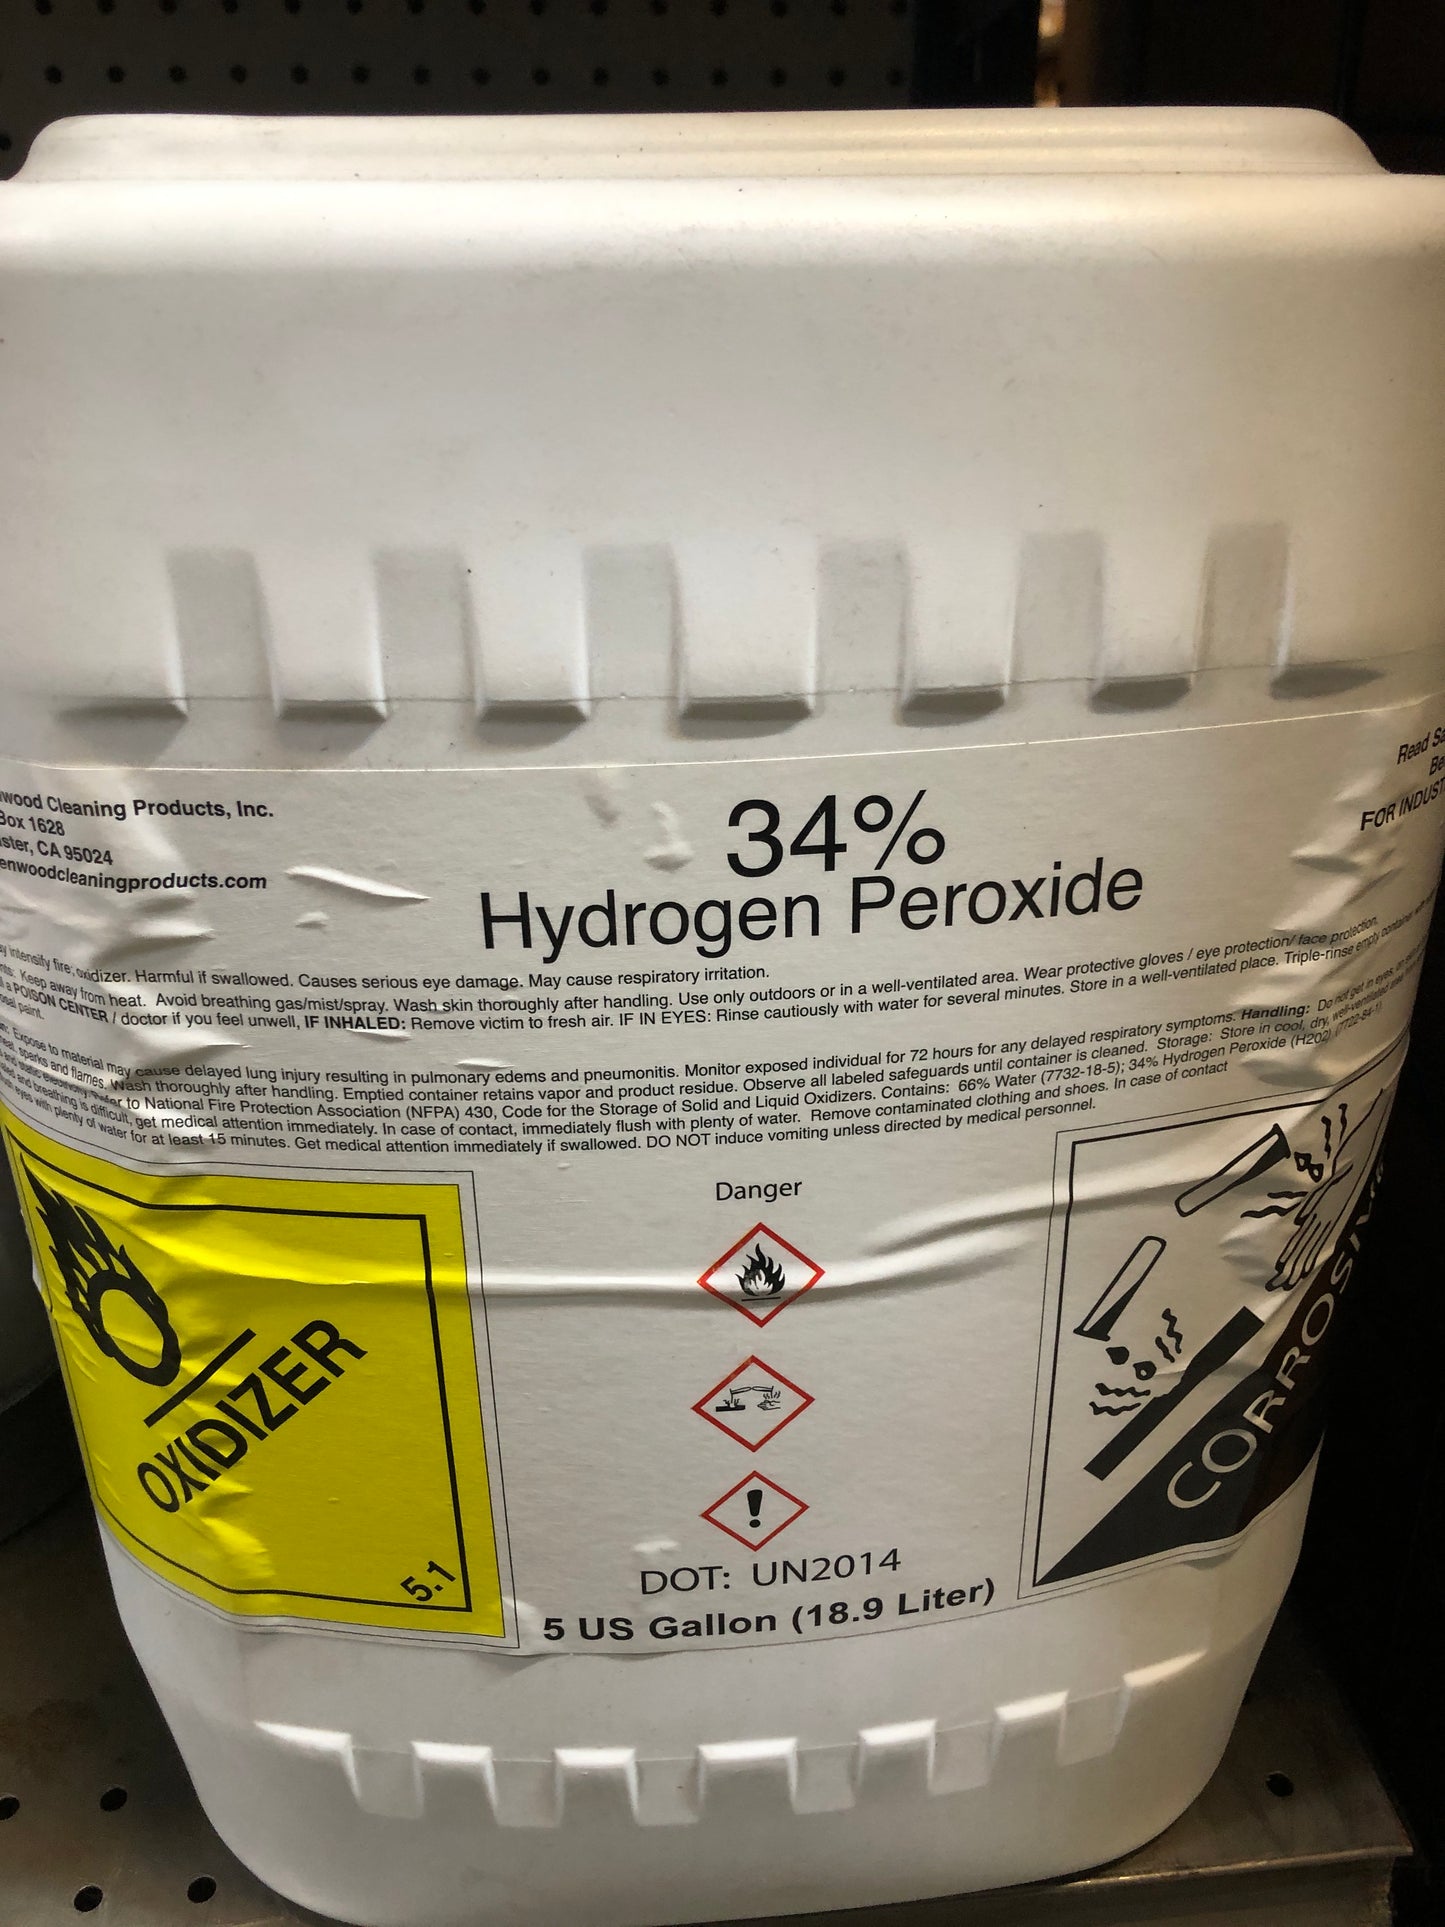 wood Cleaning Products, Inc.
Box 1628
ster, CA 95024
enwoodcleaningproducts.com
Read
FOR
34%
Hydrogen Peroxide
intensify fire; oxidizer. Harmful if swallowed. Causes serious eye damage. May cause respiratory irritation.
Keep away from heat. Avoid breathing gas/mist/spray. Wash skin thoroughly after handling. Use only outdoors or in a well-ventilated area. Wear protective gloves / eye protection/ face protection.
a POISON CENTER / doctor if you feel unwell, IF INHALED: Remove victim to fresh air. IF IN EYES: Rinse cautiously with water for several minutes. Store in a well-ventilated place. Triple-rinse empty container
Expose to material may cause delayed lung injury resulting in pulmonary edems and pneumonitis. Monitor exposed individual for 72 hours for any delayed respiratory symptoms. Handling: Do not get in eyes,
sparks and flames. Wash thoroughly after handling. Emptied container retains vapor and product residue. Observe all labeled safeguards until container is cleaned. Storage: Store in cool, dry, well-ventilated
to National Fire Protection Association (NFPA) 430, Code for the Storage of Solid and Liquid Oxidizers. Contains: 66% Water (7732-18-5); 34% Hydrogen Peroxide (H2O2) (7722-84-1)
and breathing is difficult, get medical attention immediately. In case of contact, immediately flush with plenty of water. Remove contaminated clothing and shoes. In case of contact
eyes with plenty of water for at least 15 minutes. Get medical attention immediately if swallowed. DO NOT induce vomiting unless directed by medical personnel.
OXIDIZER
5.1
Danger
CORROSIVE
DOT: UN2014
5 US Gallon (18.9 Liter)